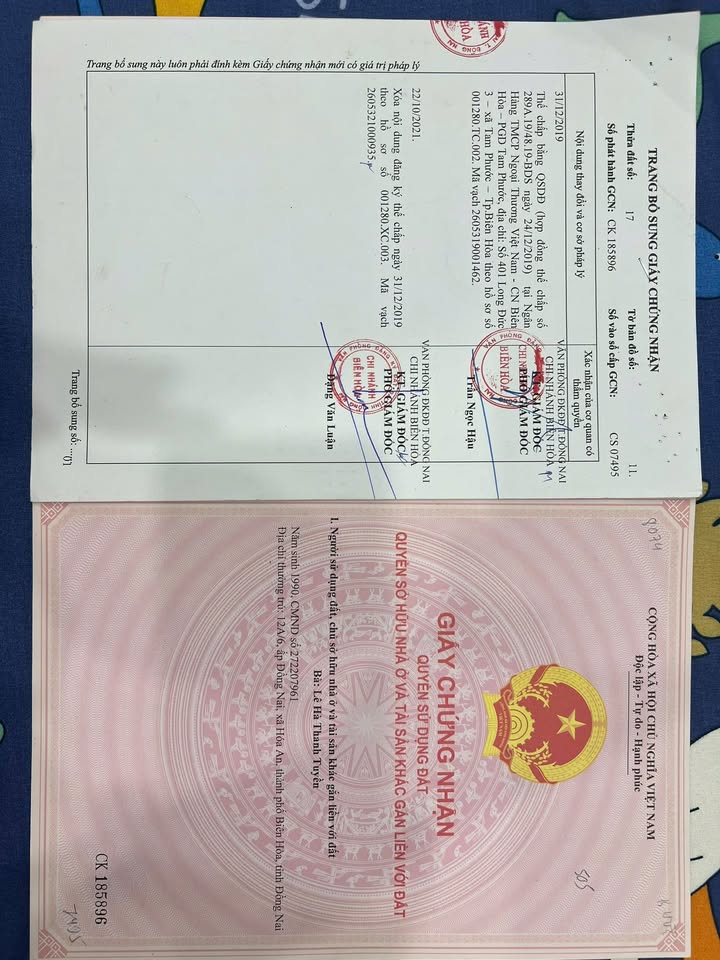 TRANG BỔ SUNG GIẤY CHỨNG NHẬN
Thửa đất số: 17 Tờ bản đồ số: 11.
Số phát hành GCN: CK 185896 Số vào sổ cấp GCN: CS 07495
Nội dung thay đổi và cơ sở pháp lý
Xác nhận của cơ quan có
thẩm quyền
31/12/2019
Thế chấp bằng QSDĐ (hợp đồng thế chấp số
289A.19/48.19-BĐS ngày 24/12/2019) tại Ngân
Hàng TMCP Ngoại Thương Việt Nam - CN Biên
Hòa – PGD Tam Phước, địa chỉ: Số 401 Long Đức
3 – xã Tam Phước – Tp.Biên Hòa theo hồ sơ số
001280.TC.002. Mã vạch 2605319001462.
VĂN PHÒNG ĐKĐĐ T.ĐỒNG NAI
CHI NHÁNH BIÊN HÒA
KT. GIÁM ĐỐC
PHÓ GIÁM ĐỐC
CHI NHÁNH
BIÊN HÒA
Trần Ngọc Hậu
22/10/2021.
Xóa nội dung đăng ký thế chấp ngày 31/12/2019
theo hồ sơ số 001280.XC.003. Mã vạch
2605321000935.
VĂN PHÒNG ĐKĐĐ T.ĐỒNG NAI
CHI NHÁNH BIÊN HÒA
KT. GIÁM ĐỐC
PHÓ GIÁM ĐỐC
CHI NHÁNH
BIÊN HÒA
Đặng Văn Luận
Trang bổ sung này luôn phải đính kèm Giấy chứng nhận mới có giá trị pháp lý
Trang bổ sung số: ...01
8074
CỘNG HÒA XÃ HỘI CHỦ NGHĨA VIỆT NAM
Độc lập - Tự do - Hạnh phúc
505
GIẤY CHỨNG NHẬN
QUYỀN SỬ DỤNG ĐẤT
QUYỀN SỞ HỮU NHÀ Ở VÀ TÀI SẢN KHÁC GẮN LIỀN VỚI ĐẤT
I. Người sử dụng đất, chủ sở hữu nhà ở và tài sản khác gắn liền với đất
Bà: Lê Hà Thanh Tuyền
Năm sinh 1990, CMND số 272207961
Địa chỉ thường trú: 12A/6, ấp Đồng Nai, xã Hóa An, thành phố Biên Hòa, tỉnh Đồng Nai
CK 185896